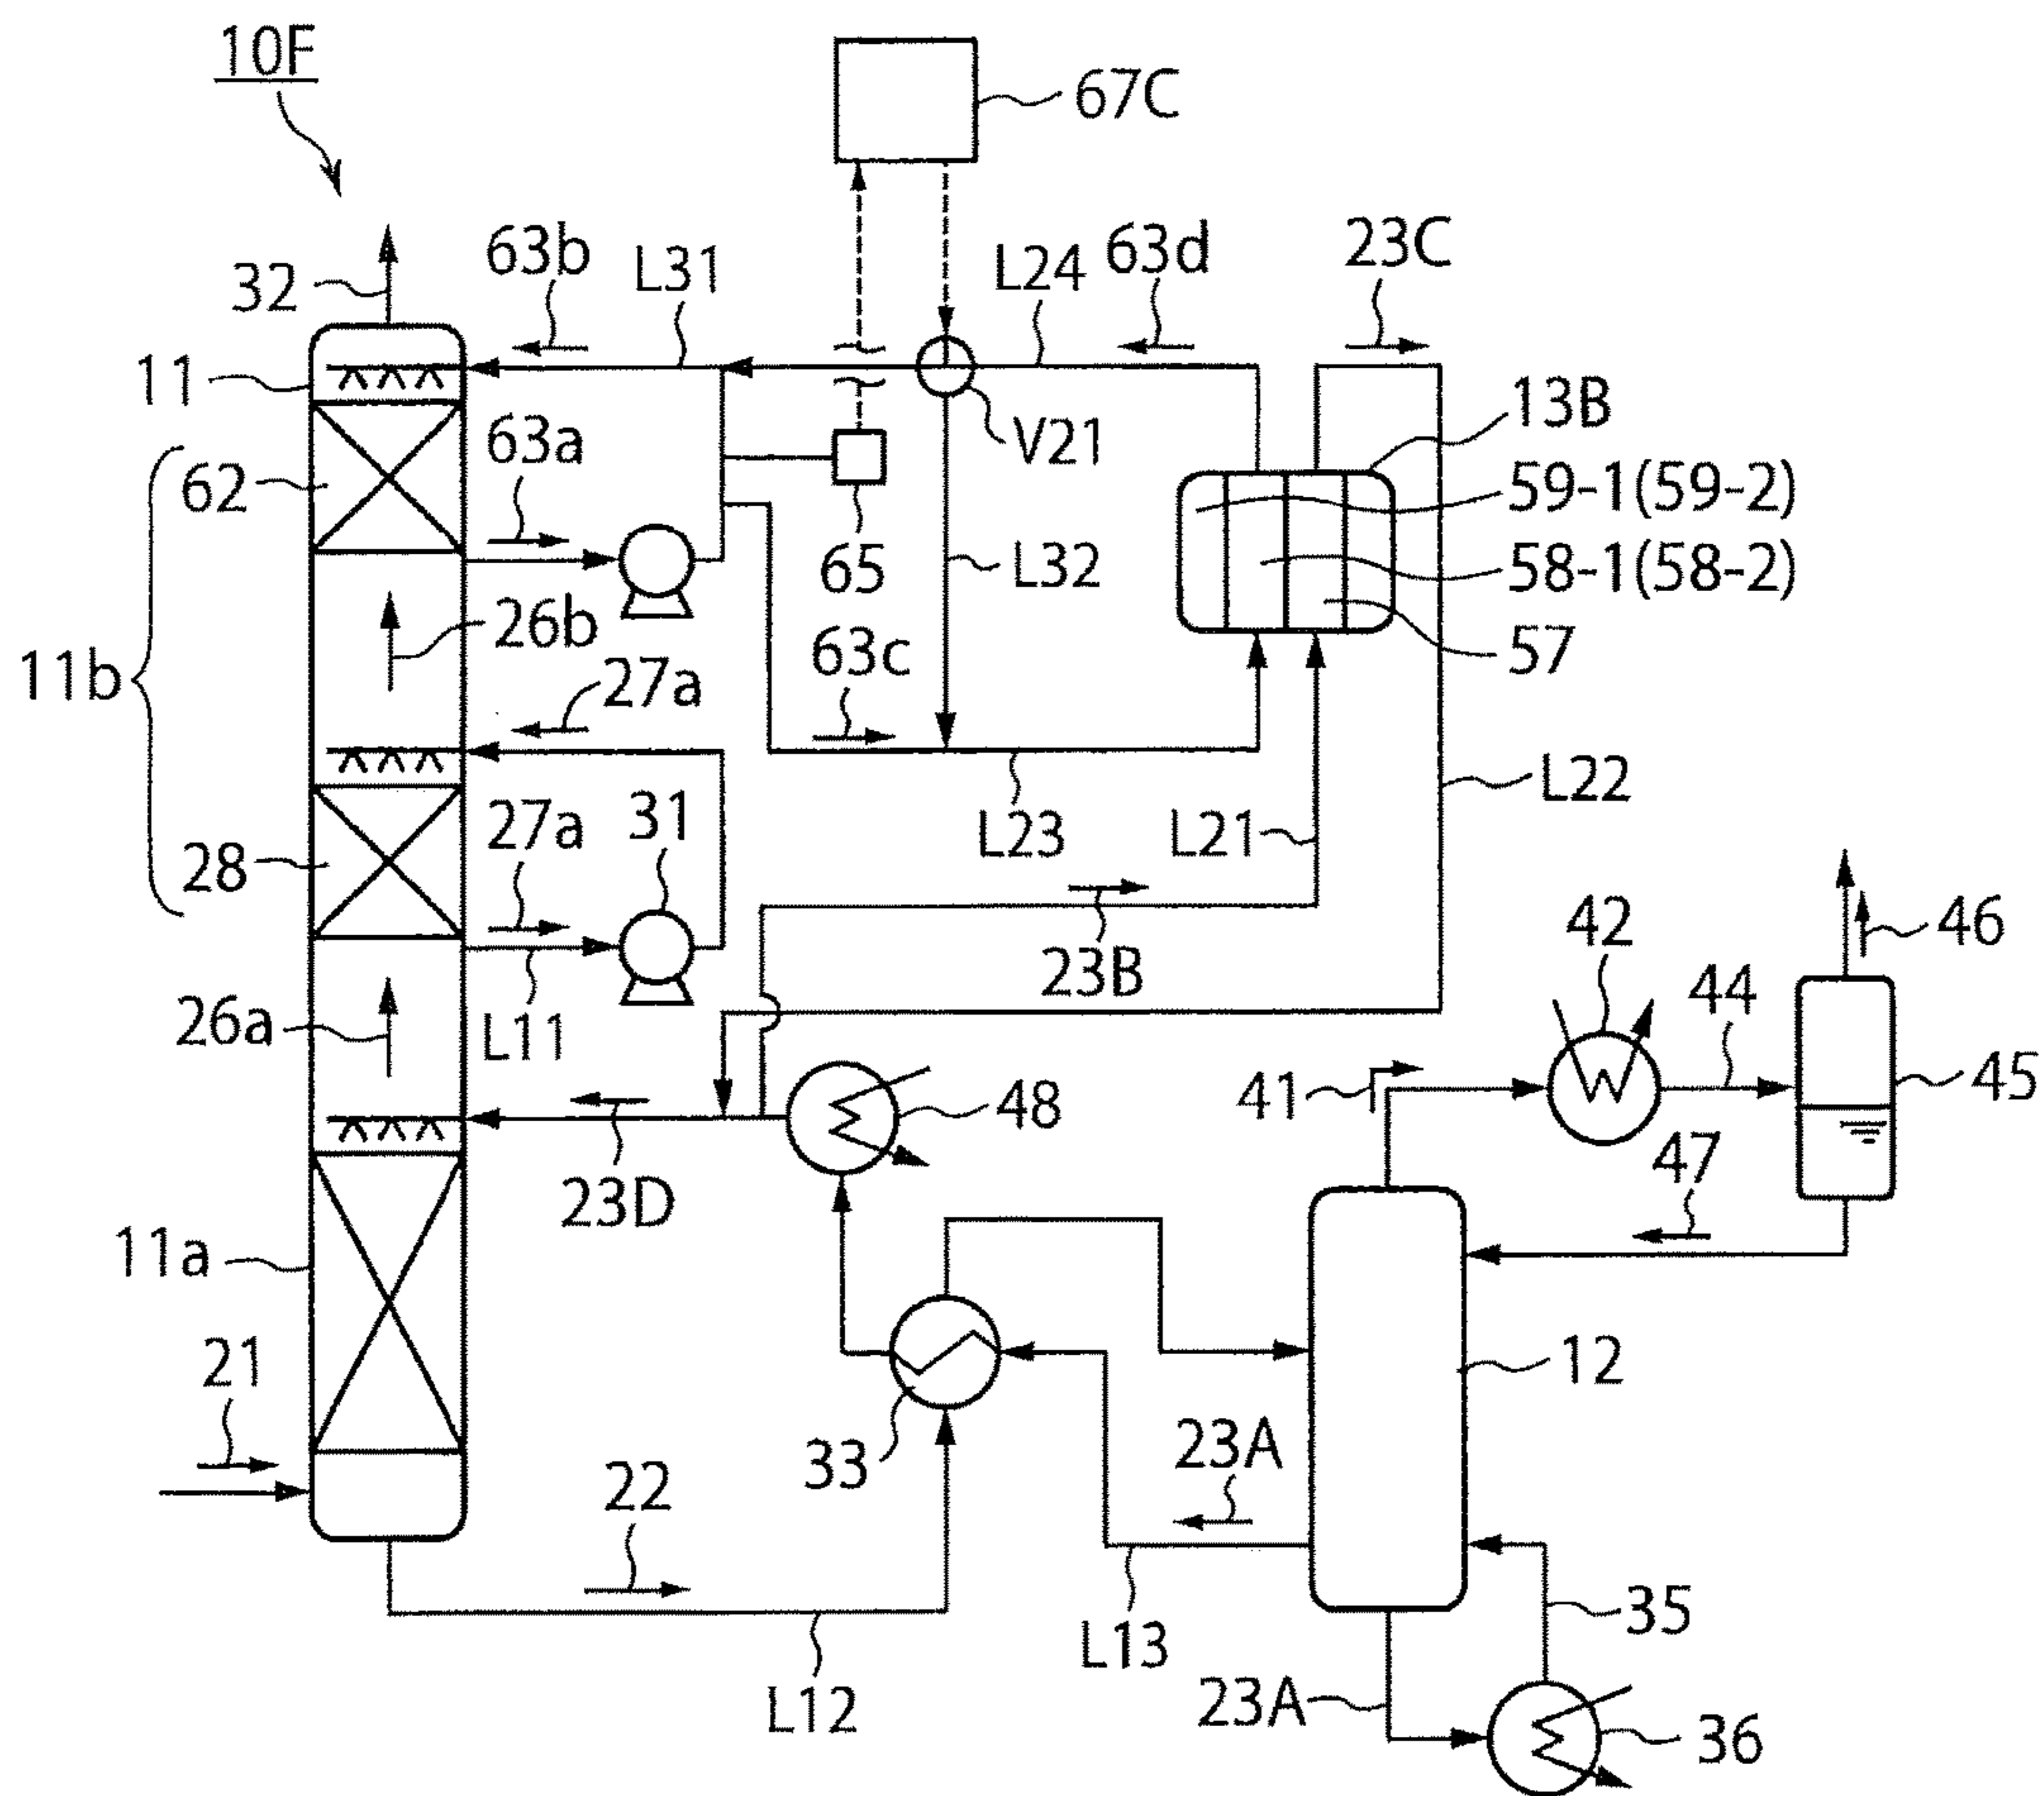 10F
67C
32
63b
L31
L24
63d
23C
11
62
63a
V21
13B
59-1(59-2)
65
L32
58-1(58-2)
26b
63c
57
11b
27a
L22
28
27a
31
L23
L21
26a
L11
23B
42
44
46
41
48
45
23D
47
11a
21
33
12
22
23A
L13
35
L12
23A
36